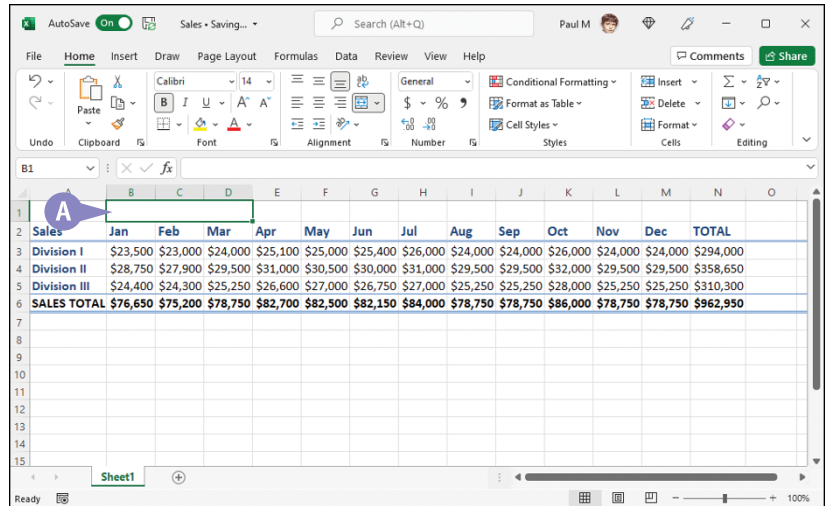 AutoSave On Sales • Saving... Search (Alt+Q) Paul M
File Home Insert Draw Page Layout Formulas Data Review View Help Comments Share
Calibri 14 General Conditional Formatting Insert
Paste B I U A A $ % 9 Format as Table Delete
A Cell Styles Format
Undo Clipboard Font Alignment Number Styles Cells Editing
B1 fx
A B C D E F G H I J K L M N O
1 A
2 Sales Jan Feb Mar Apr May Jun Jul Aug Sep Oct Nov Dec TOTAL
3 Division I $23,500 $23,000 $24,000 $25,100 $25,000 $25,400 $26,000 $24,000 $24,000 $26,000 $24,000 $24,000 $294,000
4 Division II $28,750 $27,900 $29,500 $31,000 $30,500 $30,000 $31,000 $29,500 $29,500 $32,000 $29,500 $29,500 $358,650
5 Division III $24,400 $24,300 $25,250 $26,600 $27,000 $26,750 $27,000 $25,250 $25,250 $28,000 $25,250 $25,250 $310,300
6 SALES TOTAL $76,650 $75,200 $78,750 $82,700 $82,500 $82,150 $84,000 $78,750 $78,750 $86,000 $78,750 $78,750 $962,950
7
8
9
10
11
12
13
14
15
Sheet1
Ready 100%